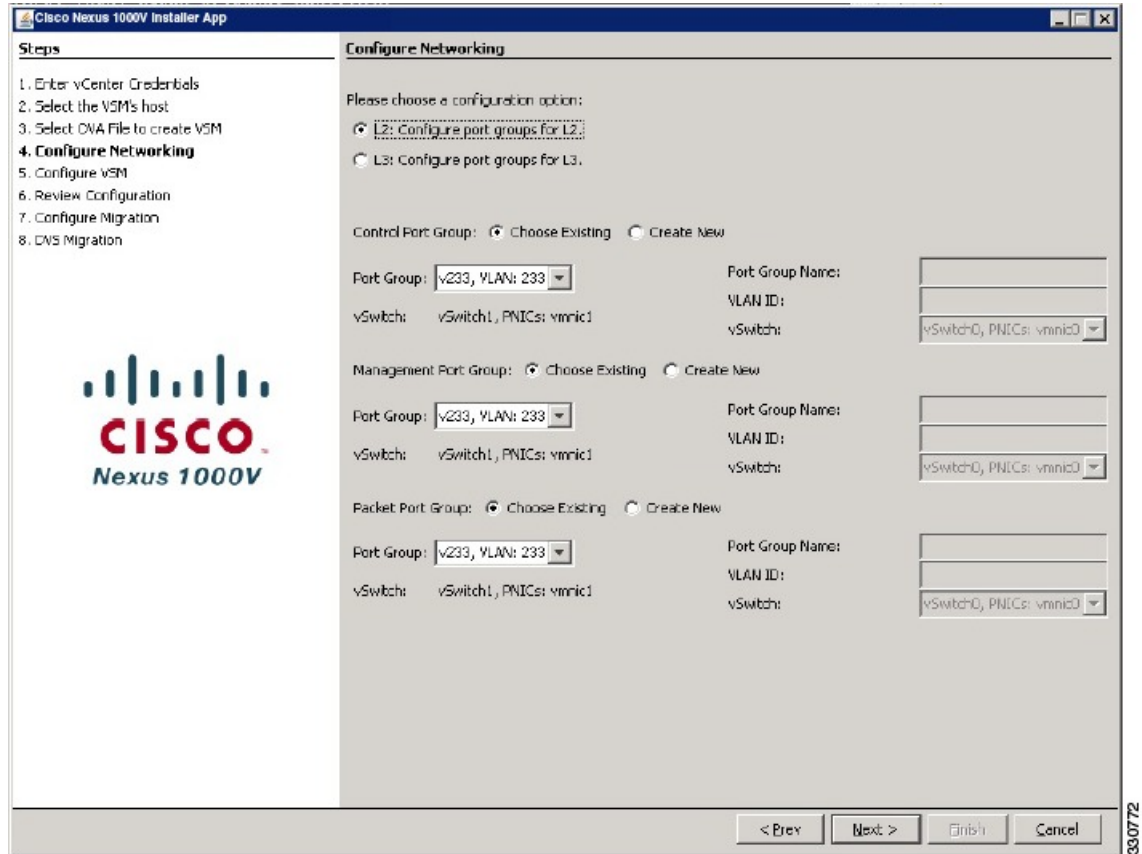 Cisco Nexus 1000V Installer App
Steps
1. Enter vCenter Credentials
2. Select the VSM's host
3. Select OVA File to create VSM
4. Configure Networking
5. Configure VSM
6. Review Configuration
7. Configure Migration
8. DVS Migration
CISCO
Nexus 1000V
Configure Networking
Please choose a configuration option:
L2: Configure port groups for L2.
L3: Configure port groups for L3.
Control Port Group: Choose Existing Create New
Port Group: v233, VLAN: 233 Port Group Name:
VLAN ID:
vSwitch: vSwitch1, PNICs: vmnic1 vSwitch: vSwitch0, PNICs: vmnic0
Management Port Group: Choose Existing Create New
Port Group: v233, VLAN: 233 Port Group Name:
VLAN ID:
vSwitch: vSwitch1, PNICs: vmnic1 vSwitch: vSwitch0, PNICs: vmnic0
Packet Port Group: Choose Existing Create New
Port Group: v233, VLAN: 233 Port Group Name:
VLAN ID:
vSwitch: vSwitch1, PNICs: vmnic1 vSwitch: vSwitch0, PNICs: vmnic0
< Prev Next > Finish Cancel
330772